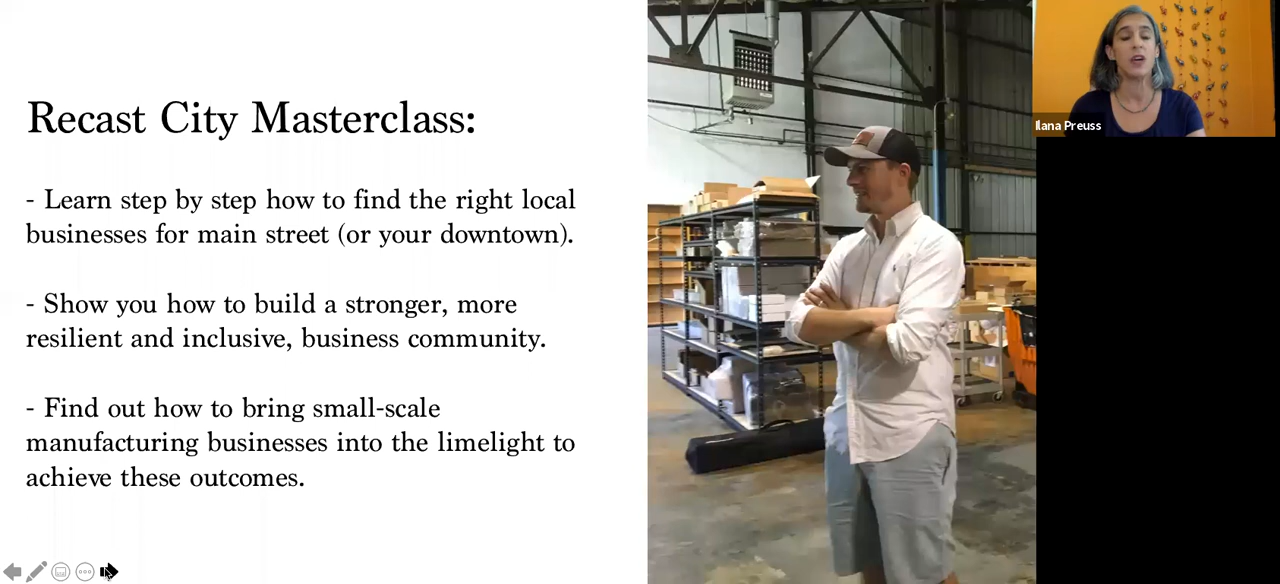 Recast City Masterclass:
- Learn step by step how to find the right local
businesses for main street (or your downtown).
- Show you how to build a stronger, more
resilient and inclusive, business community.
- Find out how to bring small-scale
manufacturing businesses into the limelight to
achieve these outcomes.
Ilana Preuss